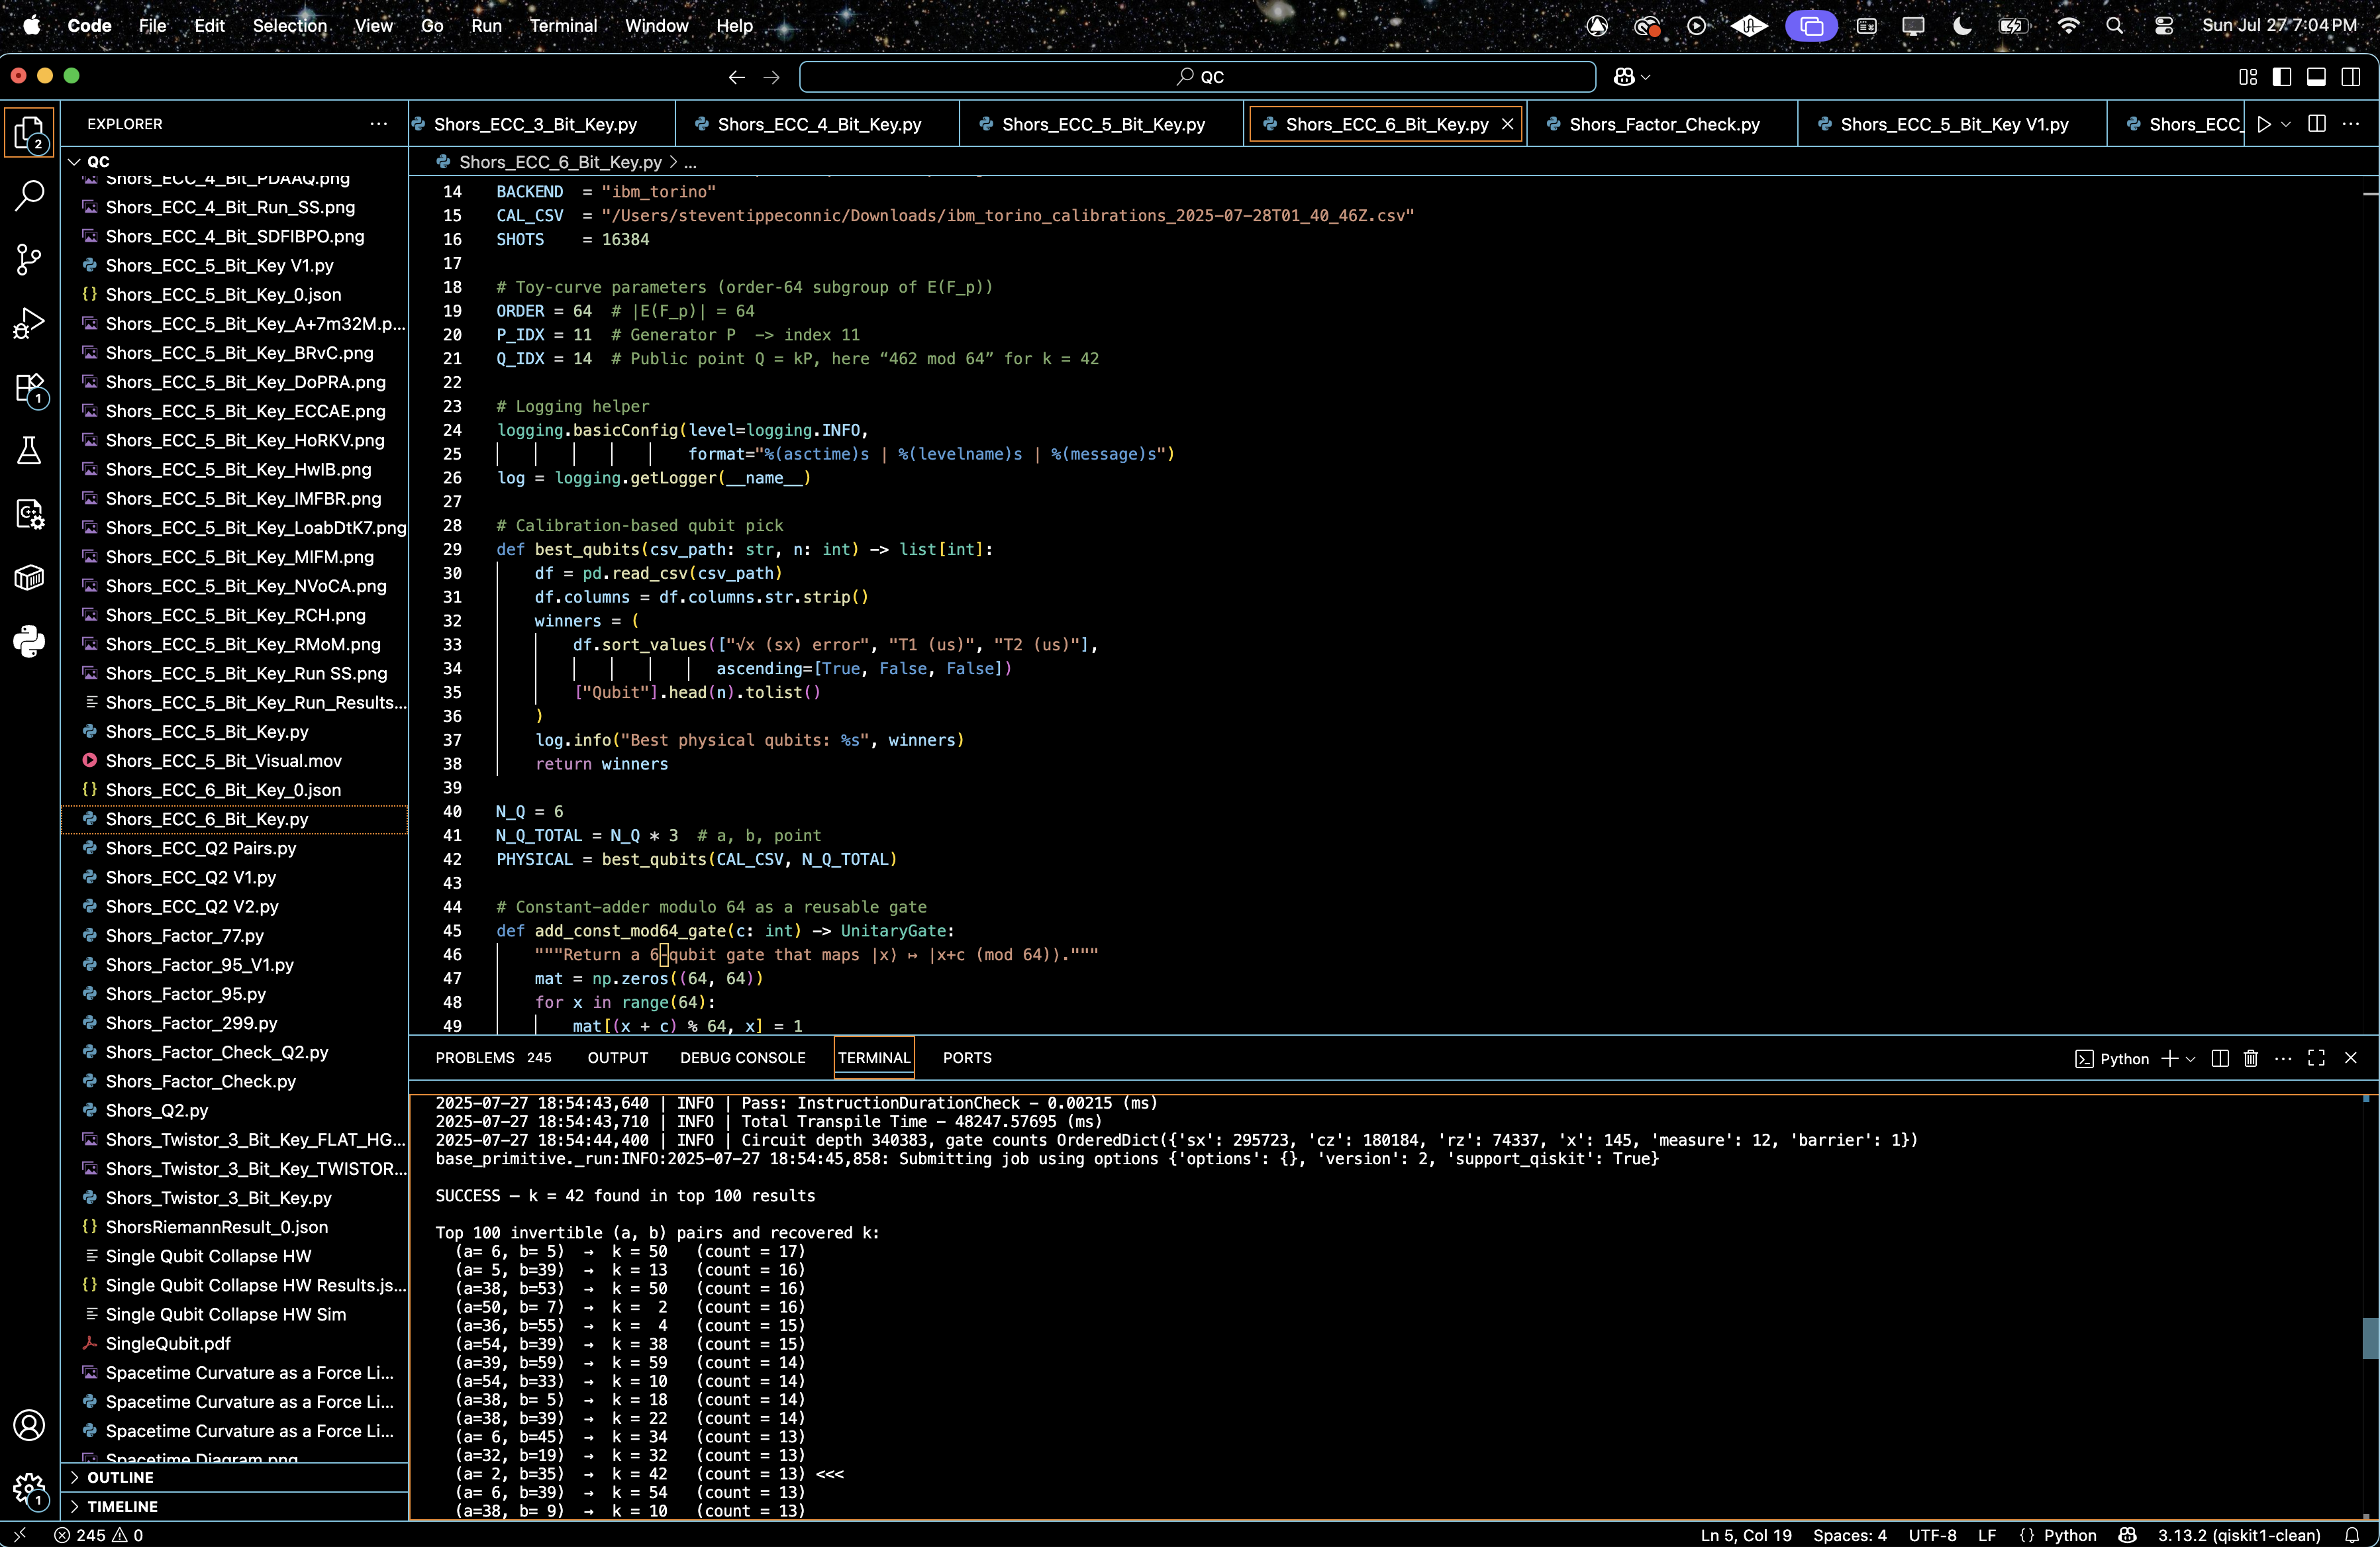 Code File Edit Selection View Go Run Terminal Window Help
Sun Jul 27 7:04 PM
QC
EXPLORER
Shors_ECC_3_Bit_Key.py
Shors_ECC_4_Bit_Key.py
Shors_ECC_5_Bit_Key.py
Shors_ECC_6_Bit_Key.py
Shors_Factor_Check.py
Shors_ECC_5_Bit_Key V1.py
Shors_ECC_
Shors_ECC_6_Bit_Key.py > ...
2
1
QC
Shors_ECC_4_Bit_PDAAQ.png
Shors_ECC_4_Bit_Run_SS.png
Shors_ECC_4_Bit_SDFIBPO.png
Shors_ECC_5_Bit_Key V1.py
Shors_ECC_5_Bit_Key_0.json
Shors_ECC_5_Bit_Key_A+7m32M.p...
Shors_ECC_5_Bit_Key_BRvC.png
Shors_ECC_5_Bit_Key_DoPRA.png
Shors_ECC_5_Bit_Key_ECCAE.png
Shors_ECC_5_Bit_Key_HoRKV.png
Shors_ECC_5_Bit_Key_HwIB.png
Shors_ECC_5_Bit_Key_IMFBR.png
Shors_ECC_5_Bit_Key_LoabDtK7.png
Shors_ECC_5_Bit_Key_MIFM.png
Shors_ECC_5_Bit_Key_NVoCA.png
Shors_ECC_5_Bit_Key_RCH.png
Shors_ECC_5_Bit_Key_RMoM.png
Shors_ECC_5_Bit_Key_Run SS.png
Shors_ECC_5_Bit_Key_Run_Results...
Shors_ECC_5_Bit_Key.py
Shors_ECC_5_Bit_Visual.mov
Shors_ECC_6_Bit_Key_0.json
Shors_ECC_6_Bit_Key.py
Shors_ECC_Q2 Pairs.py
Shors_ECC_Q2 V1.py
Shors_ECC_Q2 V2.py
Shors_Factor_77.py
Shors_Factor_95_V1.py
Shors_Factor_95.py
Shors_Factor_299.py
Shors_Factor_Check_Q2.py
Shors_Factor_Check.py
Shors_Q2.py
Shors_Twistor_3_Bit_Key_FLAT_HG...
Shors_Twistor_3_Bit_Key_TWISTOR...
Shors_Twistor_3_Bit_Key.py
ShorsRiemannResult_0.json
Single Qubit Collapse HW
Single Qubit Collapse HW Results.js...
Single Qubit Collapse HW Sim
SingleQubit.pdf
Spacetime Curvature as a Force Li...
Spacetime Curvature as a Force Li...
Spacetime Curvature as a Force Li...
Spacetime Diagram.png
OUTLINE
TIMELINE
1
14 BACKEND = "ibm_torino"
15 CAL_CSV = "/Users/steventippeconnic/Downloads/ibm_torino_calibrations_2025-07-28T01_40_46Z.csv"
16 SHOTS = 16384
17
18 # Toy-curve parameters (order-64 subgroup of E(F_p))
19 ORDER = 64 # |E(F_p)| = 64
20 P_IDX = 11 # Generator P -> index 11
21 Q_IDX = 14 # Public point Q = kP, here “462 mod 64” for k = 42
22
23 # Logging helper
24 logging.basicConfig(level=logging.INFO,
25 format="%(asctime)s | %(levelname)s | %(message)s")
26 log = logging.getLogger(__name__)
27
28 # Calibration-based qubit pick
29 def best_qubits(csv_path: str, n: int) -> list[int]:
30 df = pd.read_csv(csv_path)
31 df.columns = df.columns.str.strip()
32 winners = (
33 df.sort_values(["√x (sx) error", "T1 (us)", "T2 (us)"],
34 ascending=[True, False, False])
35 ["Qubit"].head(n).tolist()
36 )
37 log.info("Best physical qubits: %s", winners)
38 return winners
39
40 N_Q = 6
41 N_Q_TOTAL = N_Q * 3 # a, b, point
42 PHYSICAL = best_qubits(CAL_CSV, N_Q_TOTAL)
43
44 # Constant-adder modulo 64 as a reusable gate
45 def add_const_mod64_gate(c: int) -> UnitaryGate:
46 """Return a 6-qubit gate that maps |x⟩ ↦ |x+c (mod 64)⟩."""
47 mat = np.zeros((64, 64))
48 for x in range(64):
49 mat[(x + c) % 64, x] = 1
PROBLEMS 245 OUTPUT DEBUG CONSOLE TERMINAL PORTS
Python
2025-07-27 18:54:43,640 | INFO | Pass: InstructionDurationCheck - 0.00215 (ms)
2025-07-27 18:54:43,710 | INFO | Total Transpile Time - 48247.57695 (ms)
2025-07-27 18:54:44,400 | INFO | Circuit depth 340383, gate counts OrderedDict({'sx': 295723, 'cz': 180184, 'rz': 74337, 'x': 145, 'measure': 12, 'barrier': 1})
base_primitive._run:INFO:2025-07-27 18:54:45,858: Submitting job using options {'options': {}, 'version': 2, 'support_qiskit': True}
SUCCESS — k = 42 found in top 100 results
Top 100 invertible (a, b) pairs and recovered k:
(a= 6, b= 5) → k = 50 (count = 17)
(a= 5, b=39) → k = 13 (count = 16)
(a=38, b=53) → k = 50 (count = 16)
(a=50, b= 7) → k = 2 (count = 16)
(a=36, b=55) → k = 4 (count = 15)
(a=54, b=39) → k = 38 (count = 15)
(a=39, b=59) → k = 59 (count = 14)
(a=54, b=33) → k = 10 (count = 14)
(a=38, b= 5) → k = 18 (count = 14)
(a=38, b=39) → k = 22 (count = 14)
(a= 6, b=45) → k = 34 (count = 13)
(a=32, b=19) → k = 32 (count = 13)
(a= 2, b=35) → k = 42 (count = 13) <<<
(a= 6, b=39) → k = 54 (count = 13)
(a=38, b= 9) → k = 10 (count = 13)
245 0
Ln 5, Col 19 Spaces: 4 UTF-8 LF {} Python 3.13.2 (qiskit1-clean)